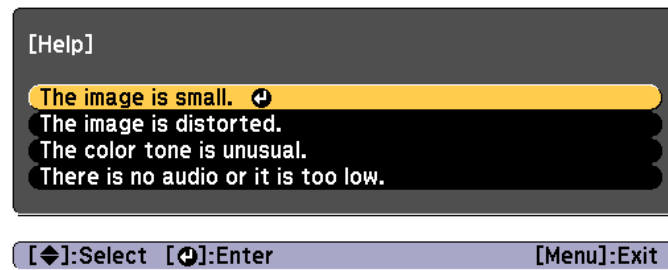 [Help]
The image is small.
The image is distorted.
The color tone is unusual.
There is no audio or it is too low.
[◆]:Select [↵]:Enter [Menu]:Exit